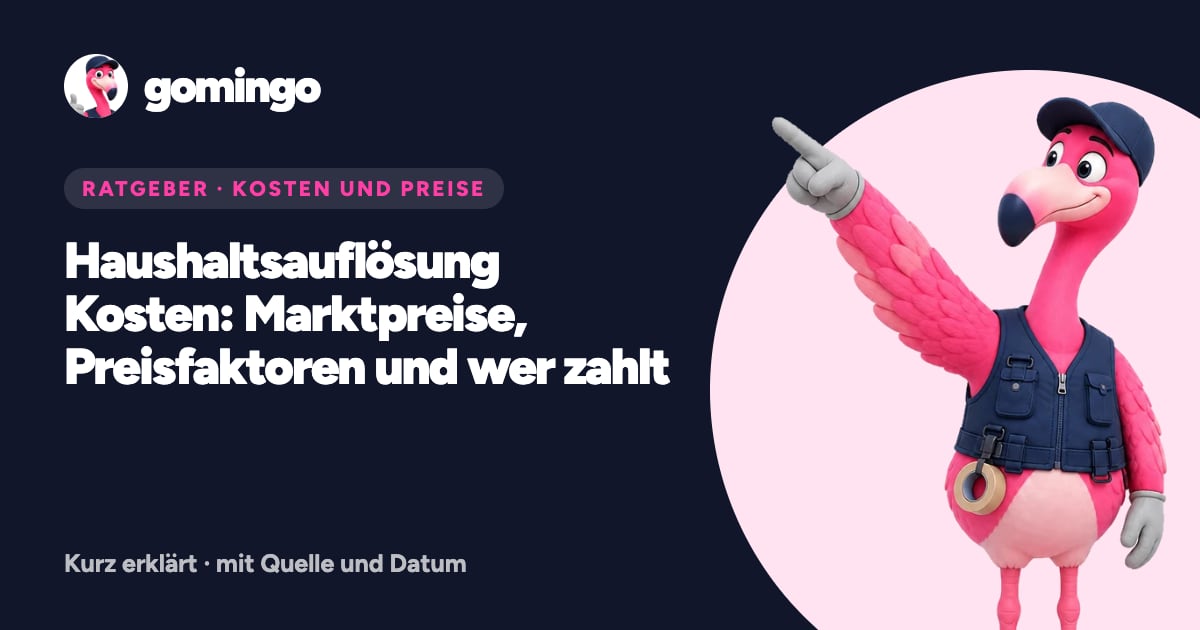 gomingo
RATGEBER · KOSTEN UND PREISE
Haushaltsauflösung
Kosten: Marktpreise,
Preisfaktoren und wer zahlt
Kurz erklärt · mit Quelle und Datum